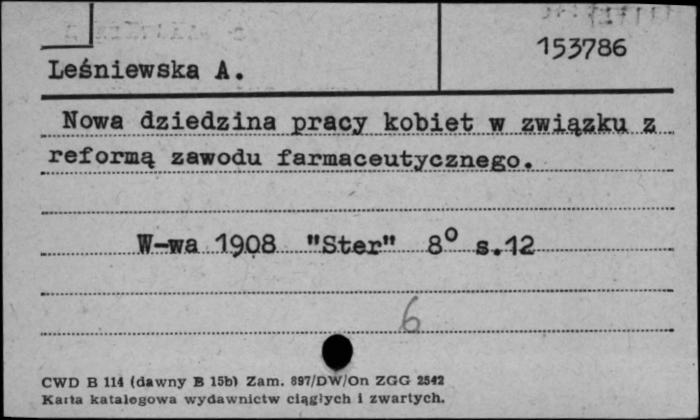 153786
Leśniewska A.
Nowa dziedzina pracy kobiet w związku z
reformą zawodu farmaceutycznego.
W-wa 1908 "Ster" 8° s.12
6
CWD B 114 (dawny B 15b) Zam. 897/DW/On ZGG 2542
Karta katalogowa wydawnictw ciągłych i zwartych.